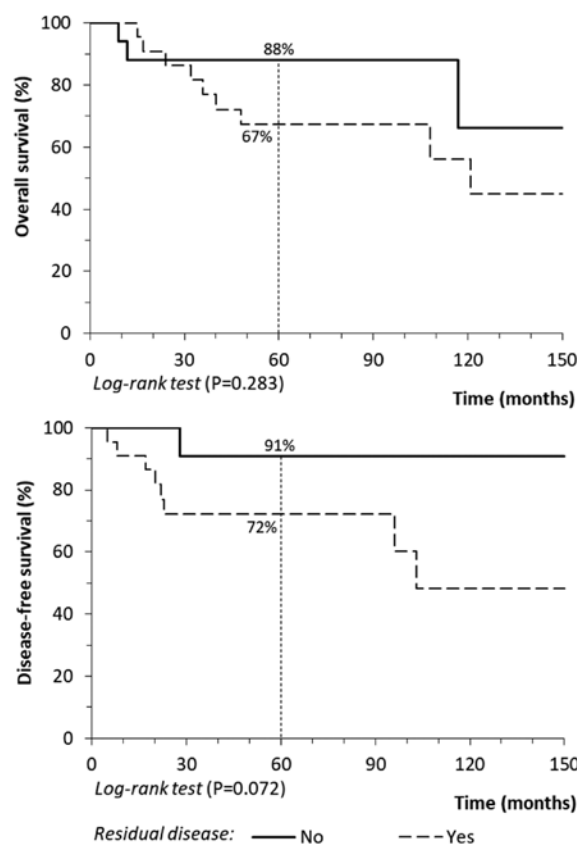 Overall survival (%)
100
80
60
40
20
0
88%
67%
0 30 60 90 120 150
Log-rank test (P=0.283)
Time (months)
Disease-free survival (%)
100
80
60
40
20
0
91%
72%
0 30 60 90 120 150
Log-rank test (P=0.072)
Time (months)
Residual disease: No Yes